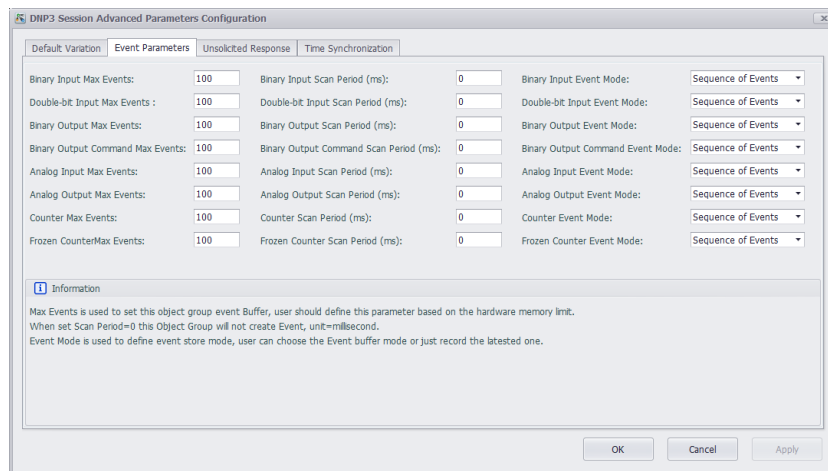 DNP3 Session Advanced Parameters Configuration
Default Variation Event Parameters Unsolicited Response Time Synchronization
Binary Input Max Events: 100 Binary Input Scan Period (ms): 0 Binary Input Event Mode: Sequence of Events
Double-bit Input Max Events : 100 Double-bit Input Scan Period (ms): 0 Double-bit Input Event Mode: Sequence of Events
Binary Output Max Events: 100 Binary Output Scan Period (ms): 0 Binary Output Event Mode: Sequence of Events
Binary Output Command Max Events: 100 Binary Output Command Scan Period (ms): 0 Binary Output Command Event Mode: Sequence of Events
Analog Input Max Events: 100 Analog Input Scan Period (ms): 0 Analog Input Event Mode: Sequence of Events
Analog Output Max Events: 100 Analog Output Scan Period (ms): 0 Analog Output Event Mode: Sequence of Events
Counter Max Events: 100 Counter Scan Period (ms): 0 Counter Event Mode: Sequence of Events
Frozen CounterMax Events: 100 Frozen Counter Scan Period (ms): 0 Frozen Counter Event Mode: Sequence of Events
Information
Max Events is used to set this object group event Buffer, user should define this parameter based on the hardware memory limit.
When set Scan Period=0 this Object Group will not create Event, unit=millsecond.
Event Mode is used to define event store mode, user can choose the Event buffer mode or just record the latested one.
OK Cancel Apply